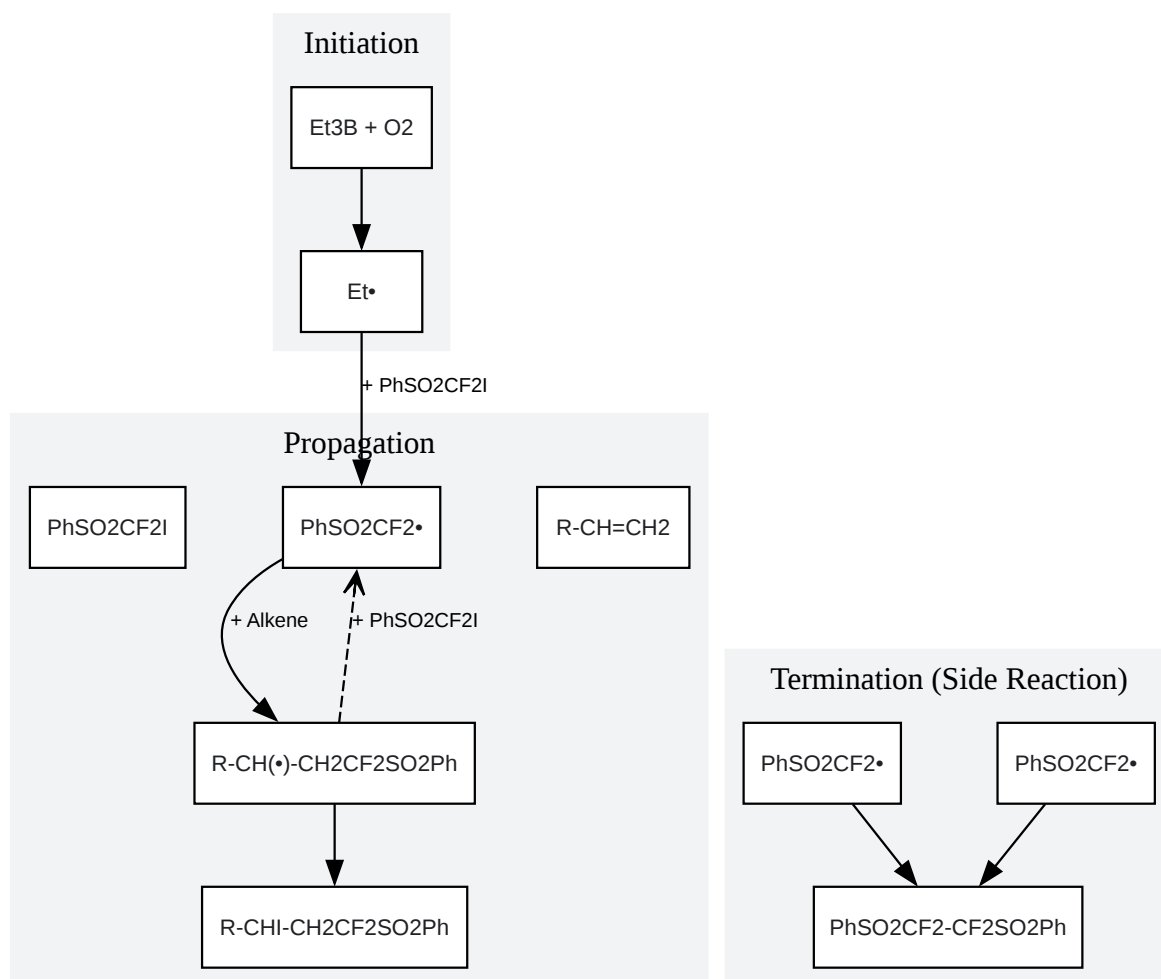 Initiation
Et3B + O2
Et•
+ PhSO2CF2I
Propagation
PhSO2CF2I
PhSO2CF2•
R-CH=CH2
+ Alkene
+ PhSO2CF2I
R-CH(•)-CH2CF2SO2Ph
R-CHI-CH2CF2SO2Ph
Termination (Side Reaction)
PhSO2CF2•
PhSO2CF2•
PhSO2CF2-CF2SO2Ph